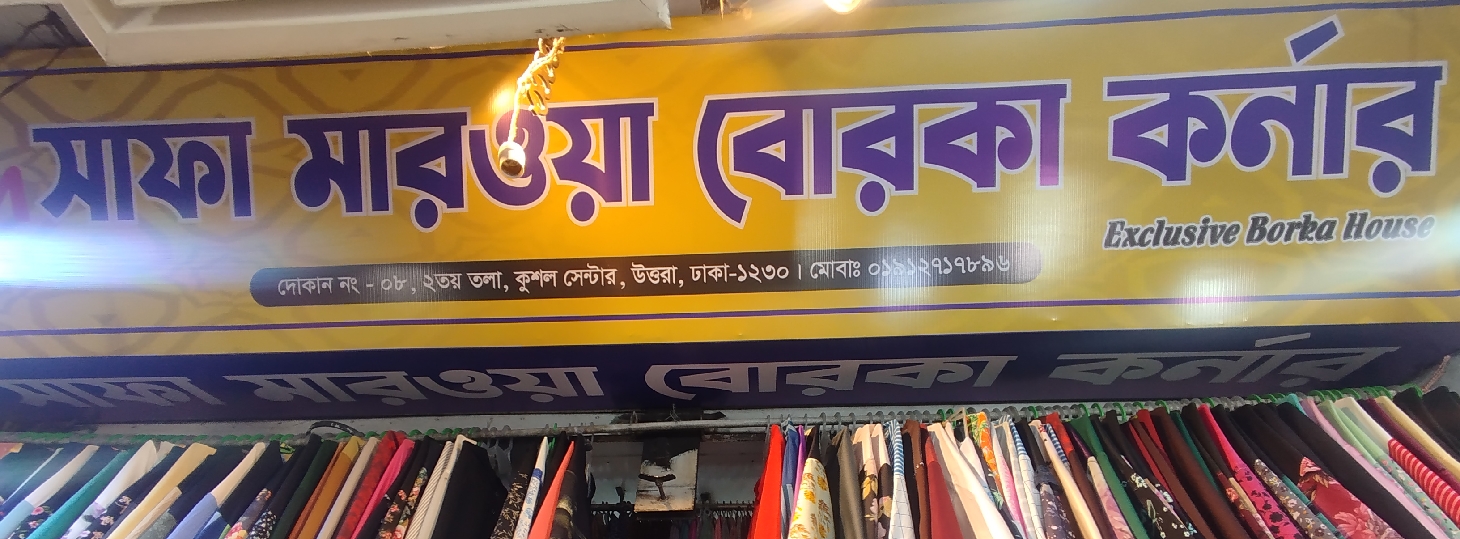 সাফা মারওয়া বোরকা কর্নার
Exclusive Borka House
দোকান নং - ০৮, ২তয় তলা, কুশল সেন্টার, উত্তরা, ঢাকা-১২৩০। মোবাঃ ০১৯১২৭১৭৮৯৬
সাফা মারওয়া বোরকা কর্নার